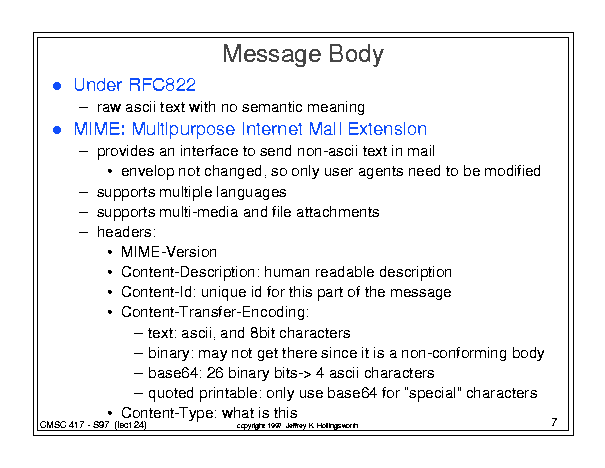 Message Body
● Under RFC822
– raw ascii text with no semantic meaning
● MIME: Multipurpose Internet Mail Extension
– provides an interface to send non-ascii text in mail
• envelop not changed, so only user agents need to be modified
– supports multiple languages
– supports multi-media and file attachments
– headers:
• MIME-Version
• Content-Description: human readable description
• Content-Id: unique id for this part of the message
• Content-Transfer-Encoding:
– text: ascii, and 8bit characters
– binary: may not get there since it is a non-conforming body
– base64: 26 binary bits-> 4 ascii characters
– quoted printable: only use base64 for "special" characters
• Content-Type: what is this
CMSC 417 - S97 (lect 24) copyright 1997 Jeffrey K. Hollingsworth 7